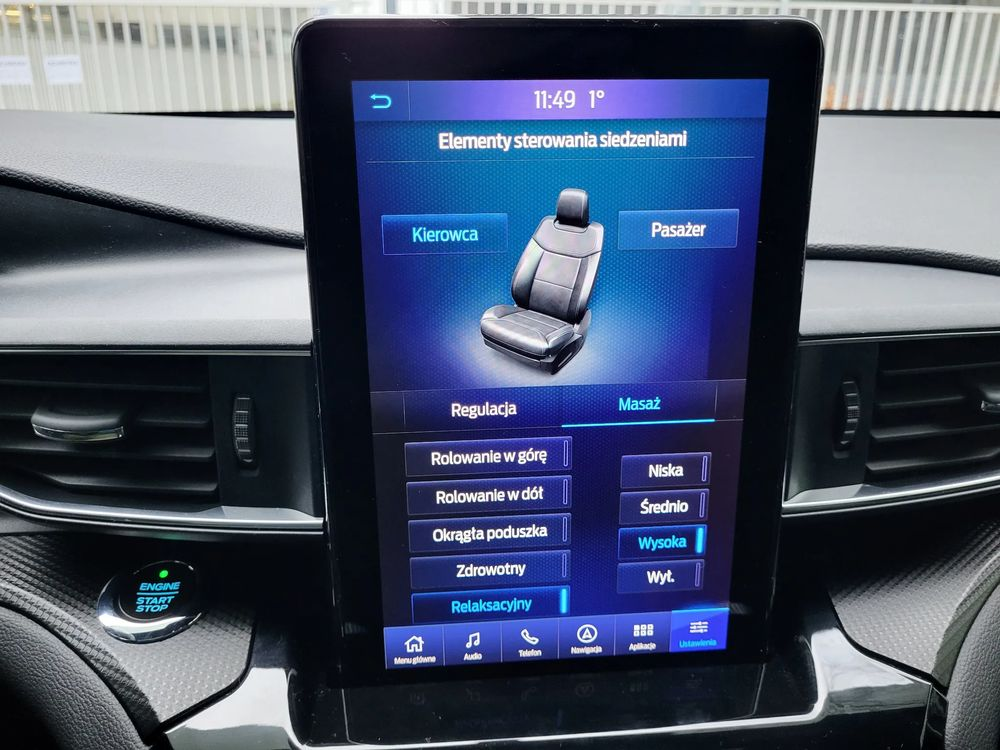 11:49 1°
Elementy sterowania siedzeniami
Kierowca
Pasażer
Regulacja
Masaż
Rolowanie w górę
Rolowanie w dół
Okrągła poduszka
Zdrowotny
Relaksacyjny
Niska
Średnio
Wysoka
Wył.
Menu główne
Audio
Telefon
Nawigacja
Aplikacje
Ustawienia
ENGINE
START
STOP